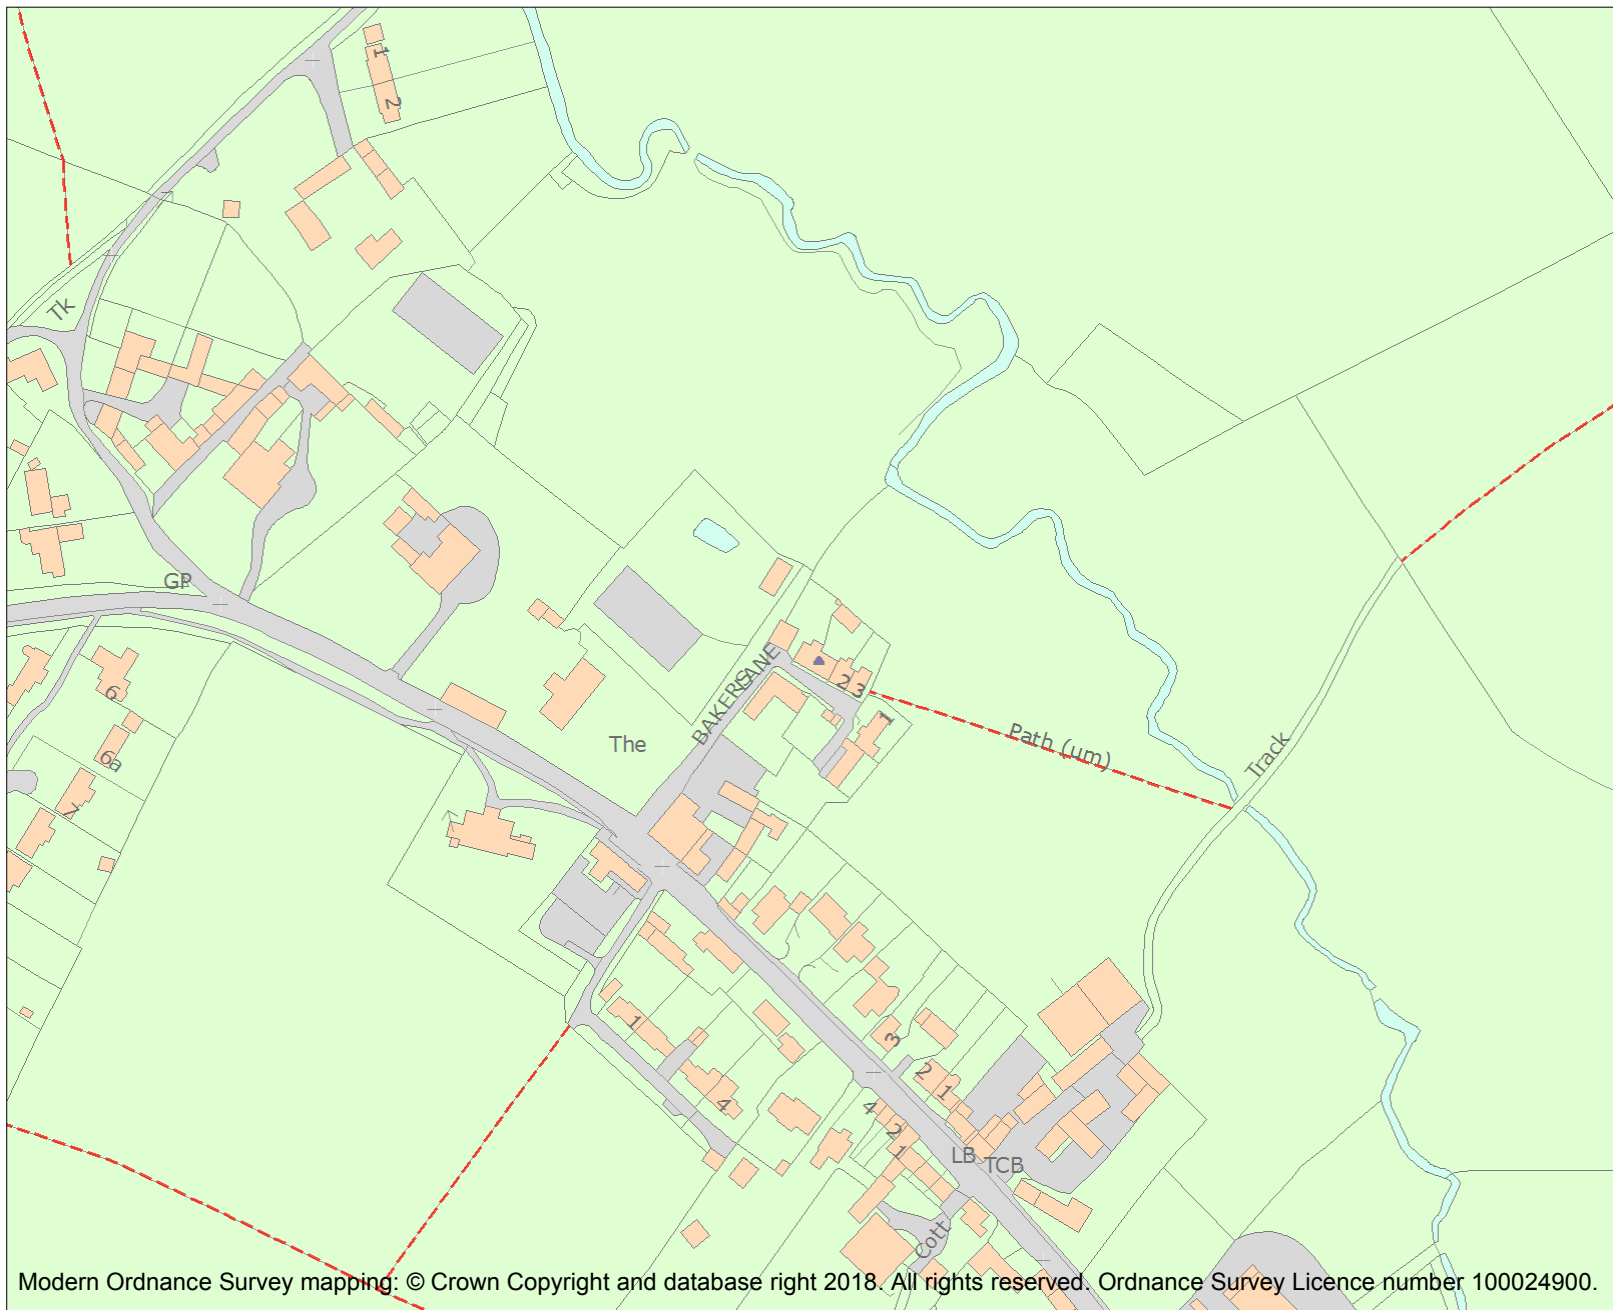 1
2
Tk
GP
6
6a
7
The
BAKERS LANE
2 3
1
Path (um)
Track
1
4
3
2
1
4
2
1
LB
TCB
Cott
Modern Ordnance Survey mapping: © Crown Copyright and database right 2018. All rights reserved. Ordnance Survey Licence number 100024900.